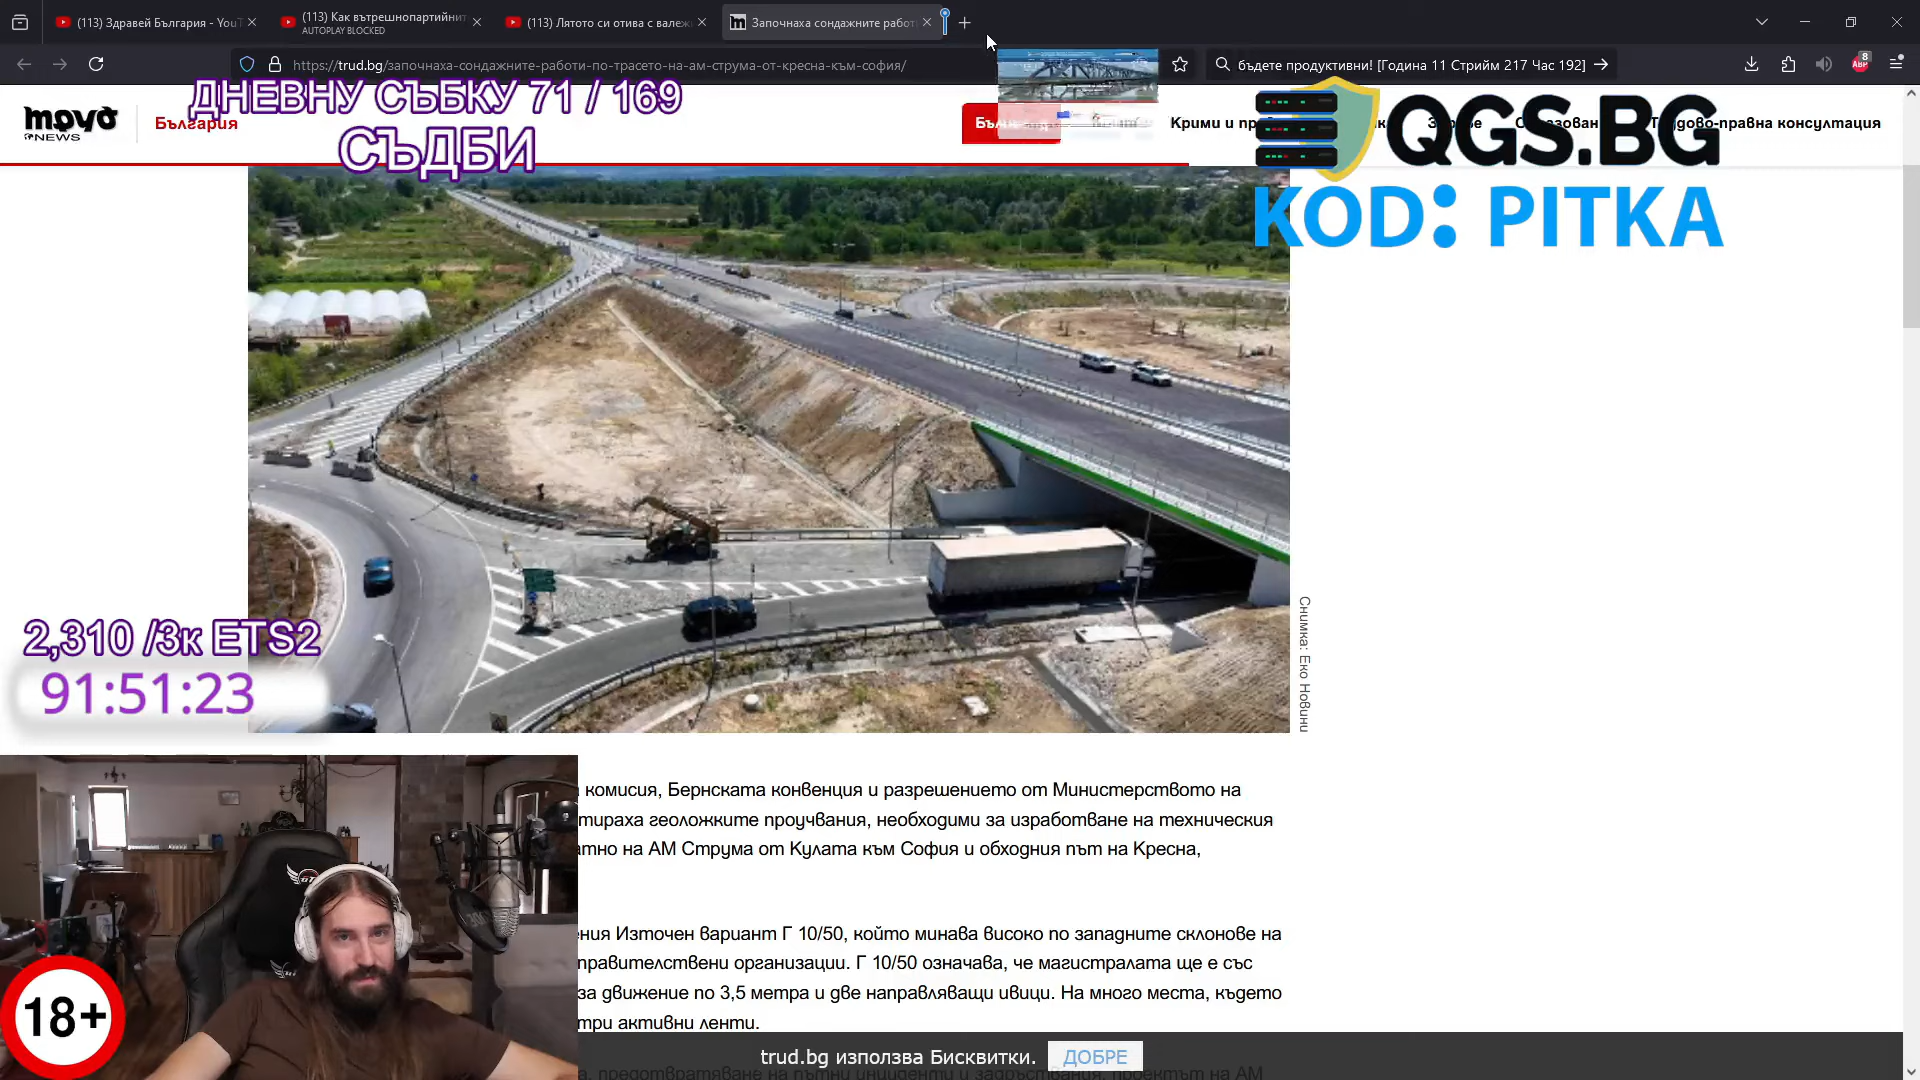 (113) Здравей България - YouT
(113) Как вътрешнопартийнит
AUTOPLAY BLOCKED
(113) Лятото си отива с валеж
Започнаха сондажните работ
https://trud.bg/започнаха-сондажните-работи-по-трасето-на-ам-струма-от-кресна-към-софия/
бъдете продуктивни! [Година 11 Стрийм 217 Час 192]
ABP
8
ДНЕВНУ СЪБКУ 71 / 169
СЪДБИ
труд
NEWS
България
Крими и
Трудово-правна консултация
QGS.BG
KOD: PITKA
Снимка: Еко Новини
2,310 /3к ETS2
91:51:23
комисия, Бернската конвенция и разрешението от Министерството на
тираха геоложките проучвания, необходими за изработване на техническия
атно на АМ Струма от Кулата към София и обходния път на Кресна,
ния Източен вариант Г 10/50, който минава високо по западните склонове на
правителствени организации. Г 10/50 означава, че магистралата ще е със
за движение по 3,5 метра и две направляващи ивици. На много места, където
три активни ленти.
18+
trud.bg използва Бисквитки.
ДОБРЕ